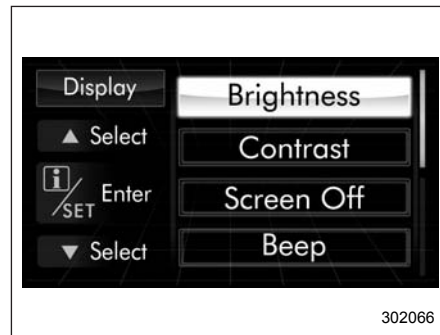 Display
Brightness
▲ Select
Contrast
i/SET Enter
Screen Off
▼ Select
Beep
302066